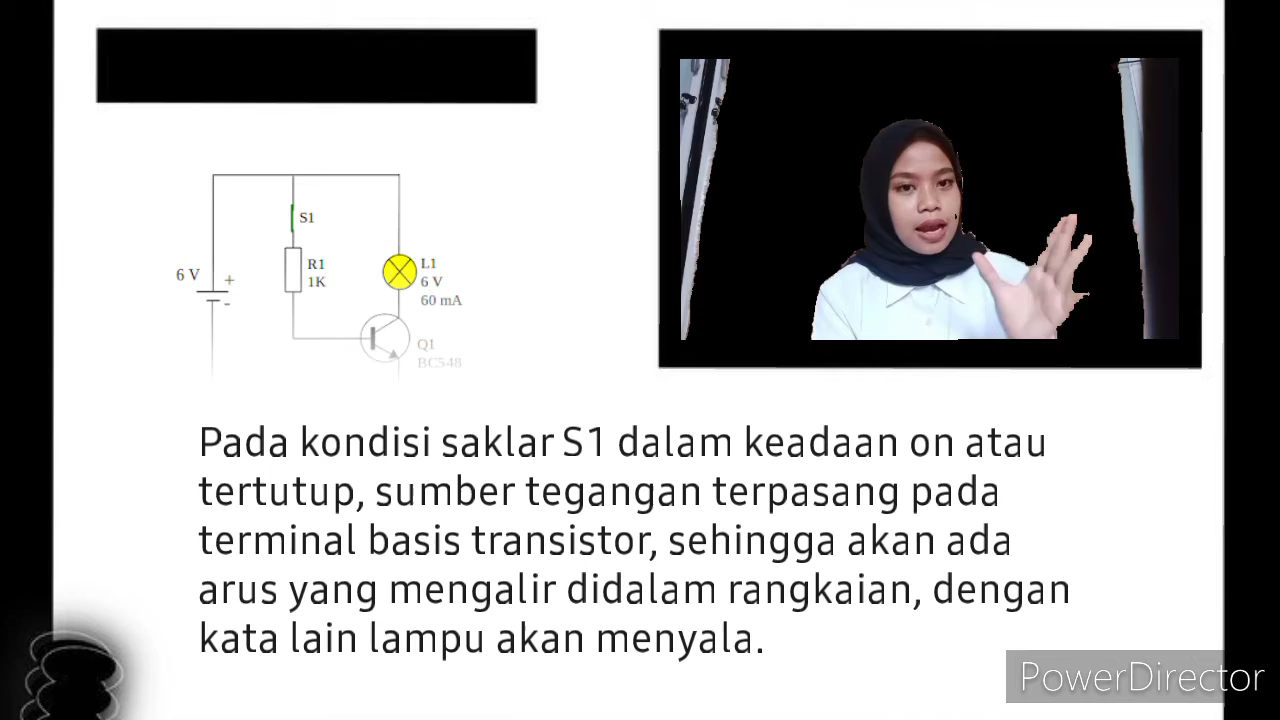 S1
6 V
+
-
R1
1K
L1
6 V
60 mA
Q1
BC548
Pada kondisi saklar S1 dalam keadaan on atau
tertutup, sumber tegangan terpasang pada
terminal basis transistor, sehingga akan ada
arus yang mengalir didalam rangkaian, dengan
kata lain lampu akan menyala.
PowerDirector